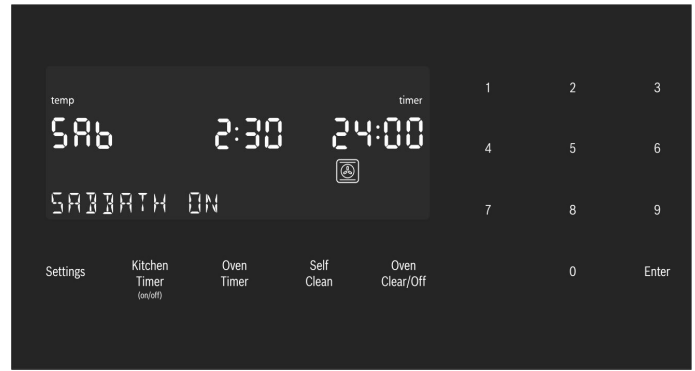 temp timer
SAb 2:30 24:00
SABBATH ON
1 2 3
4 5 6
7 8 9
0 Enter
Settings
Kitchen
Timer
(on/off)
Oven
Timer
Self
Clean
Oven
Clear/Off